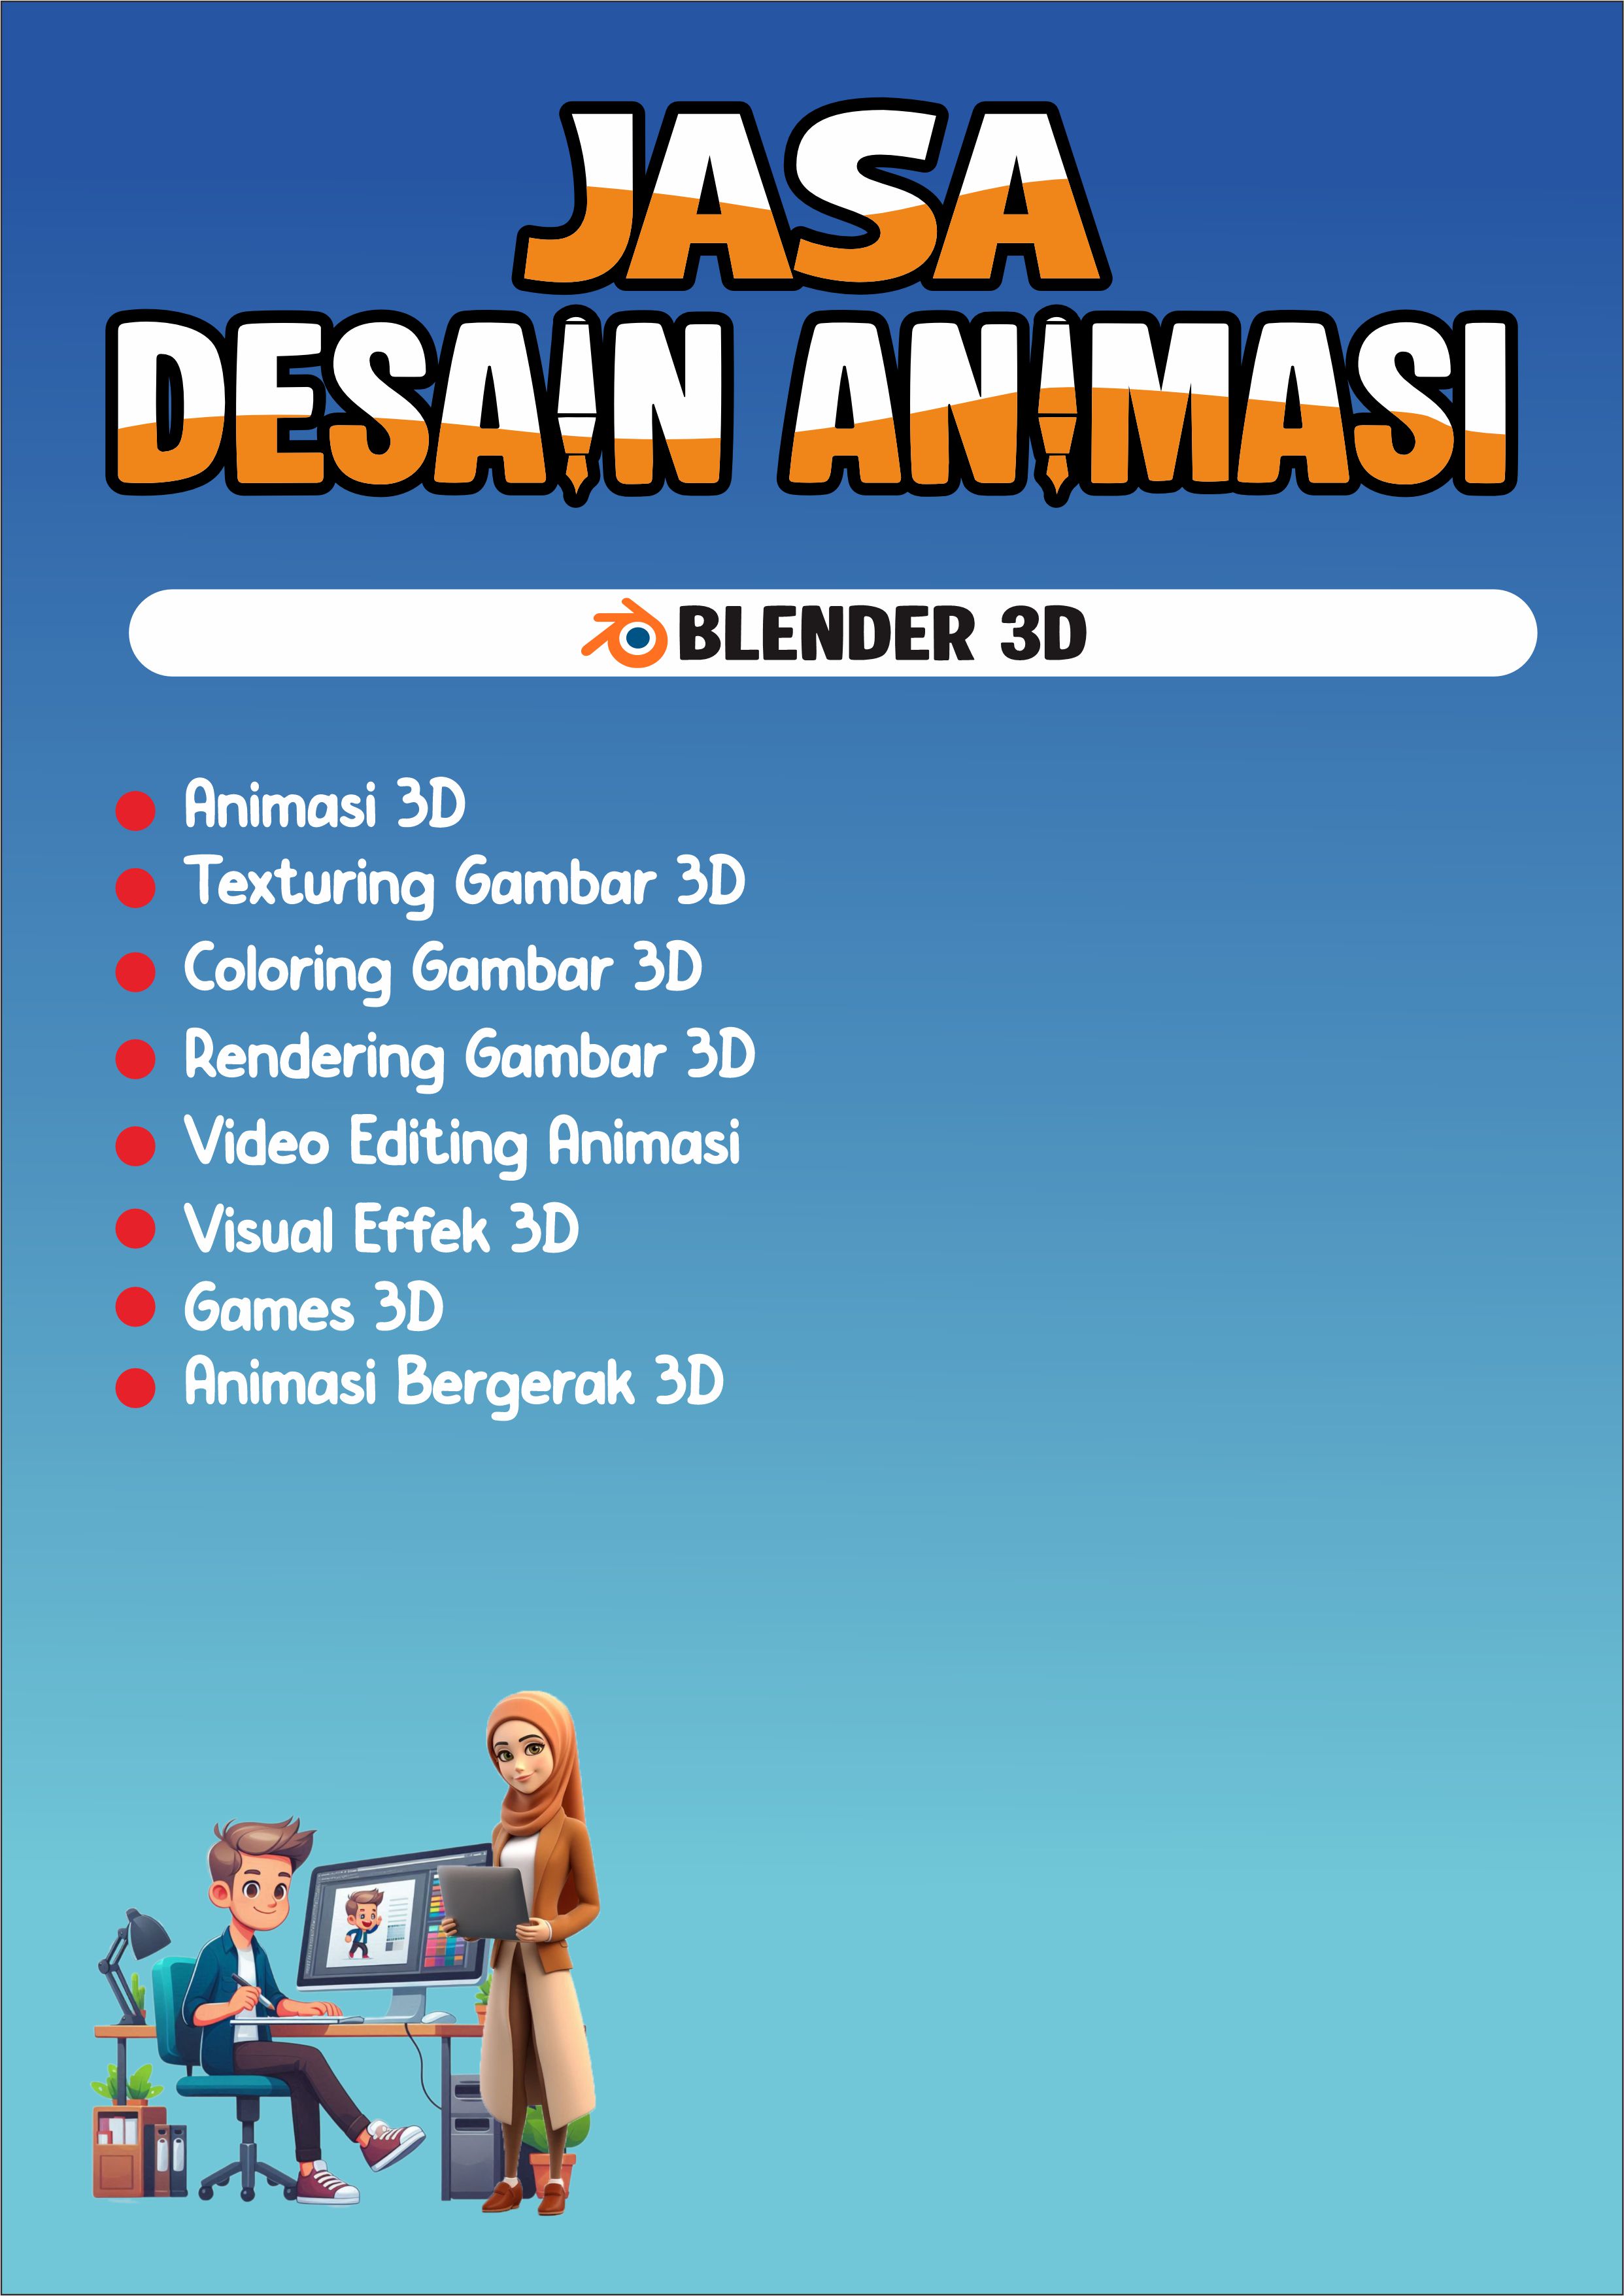 JASA
DESAIN ANIMASI
BLENDER 3D
Animasi 3D
Texturing Gambar 3D
Coloring Gambar 3D
Rendering Gambar 3D
Video Editing Animasi
Visual Effek 3D
Games 3D
Animasi Bergerak 3D